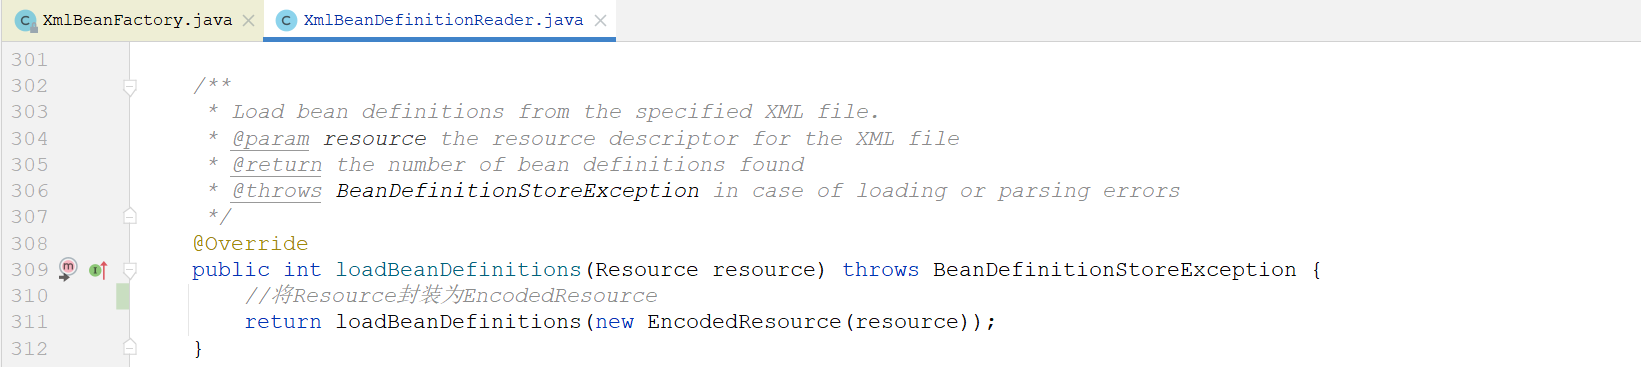 XmlBeanFactory.java XmlBeanDefinitionReader.java
301
302 /**
303 * Load bean definitions from the specified XML file.
304 * @param resource the resource descriptor for the XML file
305 * @return the number of bean definitions found
306 * @throws BeanDefinitionStoreException in case of loading or parsing errors
307 */
308 @Override
309 public int loadBeanDefinitions(Resource resource) throws BeanDefinitionStoreException {
310 //将Resource封装为EncodedResource
311 return loadBeanDefinitions(new EncodedResource(resource));
312 }